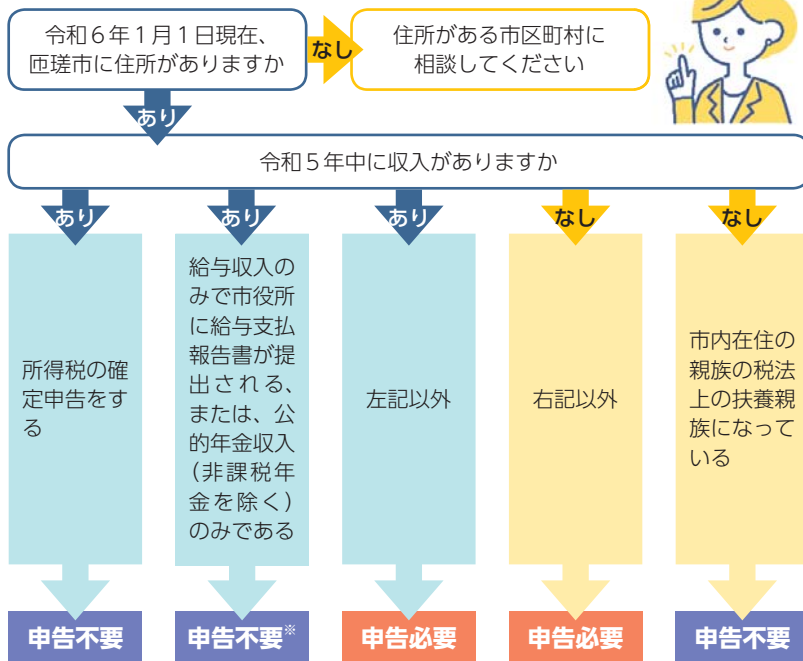 令和６年１月１日現在、
匝瑳市に住所がありますか
なし
住所がある市区町村に
相談してください
あり
令和５年中に収入がありますか
あり
所得税の確
定申告をす
る
申告不要
あり
給与収入の
みで市役所
に給与支払
報告書が提
出される、
または、公
的年金収入
（非課税年
金を除く）
のみである
申告不要※
あり
左記以外
申告必要
なし
右記以外
申告必要
なし
市内在住の
親族の税法
上の扶養親
族になって
いる
申告不要